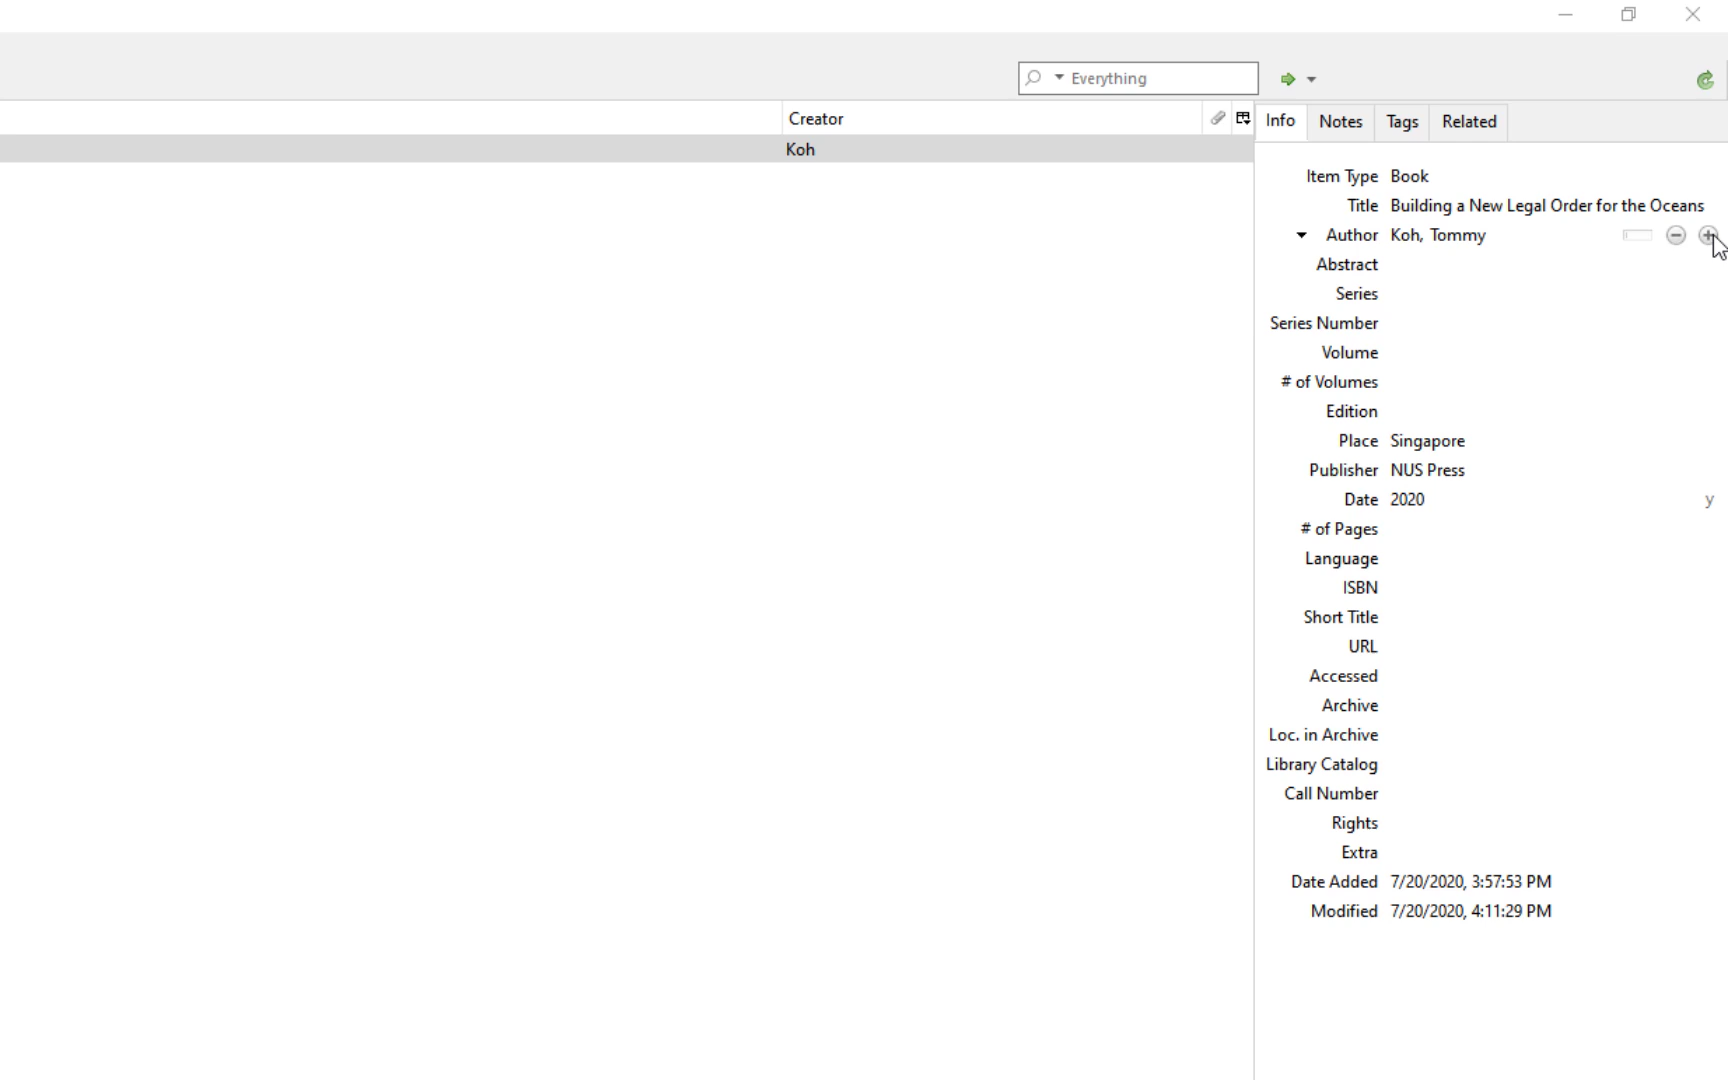 Everything
Creator
Koh
Info Notes Tags Related
Item Type Book
Title Building a New Legal Order for the Oceans
Author Koh, Tommy
Abstract
Series
Series Number
Volume
# of Volumes
Edition
Place Singapore
Publisher NUS Press
Date 2020 y
# of Pages
Language
ISBN
Short Title
URL
Accessed
Archive
Loc. in Archive
Library Catalog
Call Number
Rights
Extra
Date Added 7/20/2020, 3:57:53 PM
Modified 7/20/2020, 4:11:29 PM